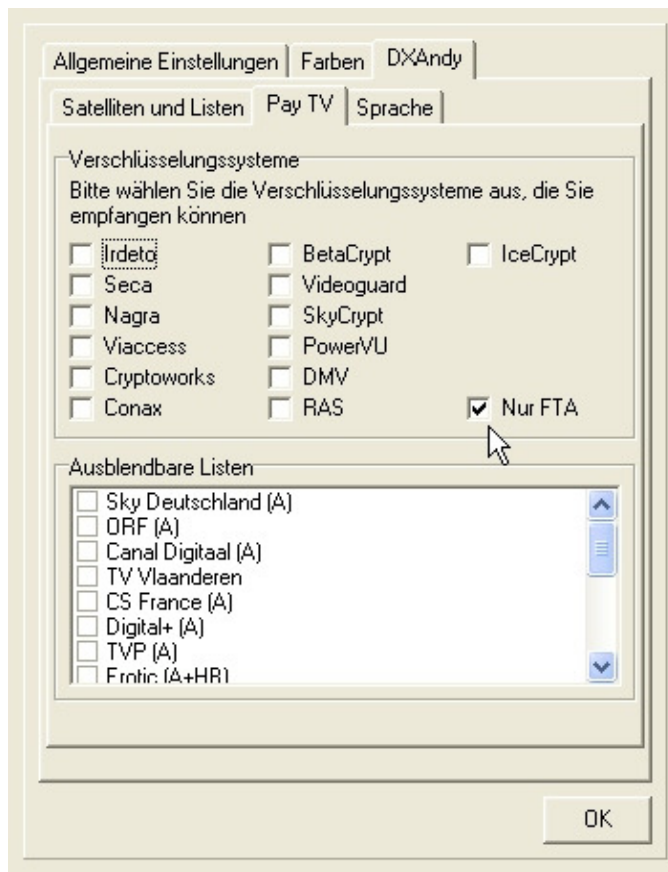 Allgemeine Einstellungen Farben DXAndy
Satelliten und Listen Pay TV Sprache
Verschlüsselungssysteme
Bitte wählen Sie die Verschlüsselungssysteme aus, die Sie
empfangen können
Irdeto BetaCrypt IceCrypt
Seca Videoguard
Nagra SkyCrypt
Viaccess PowerVU
Cryptoworks DMV
Conax RAS Nur FTA
Ausblendbare Listen
Sky Deutschland (A)
ORF (A)
Canal Digitaal (A)
TV Vlaanderen
CS France (A)
Digital+ (A)
TVP (A)
Erotic (A+HB)
OK